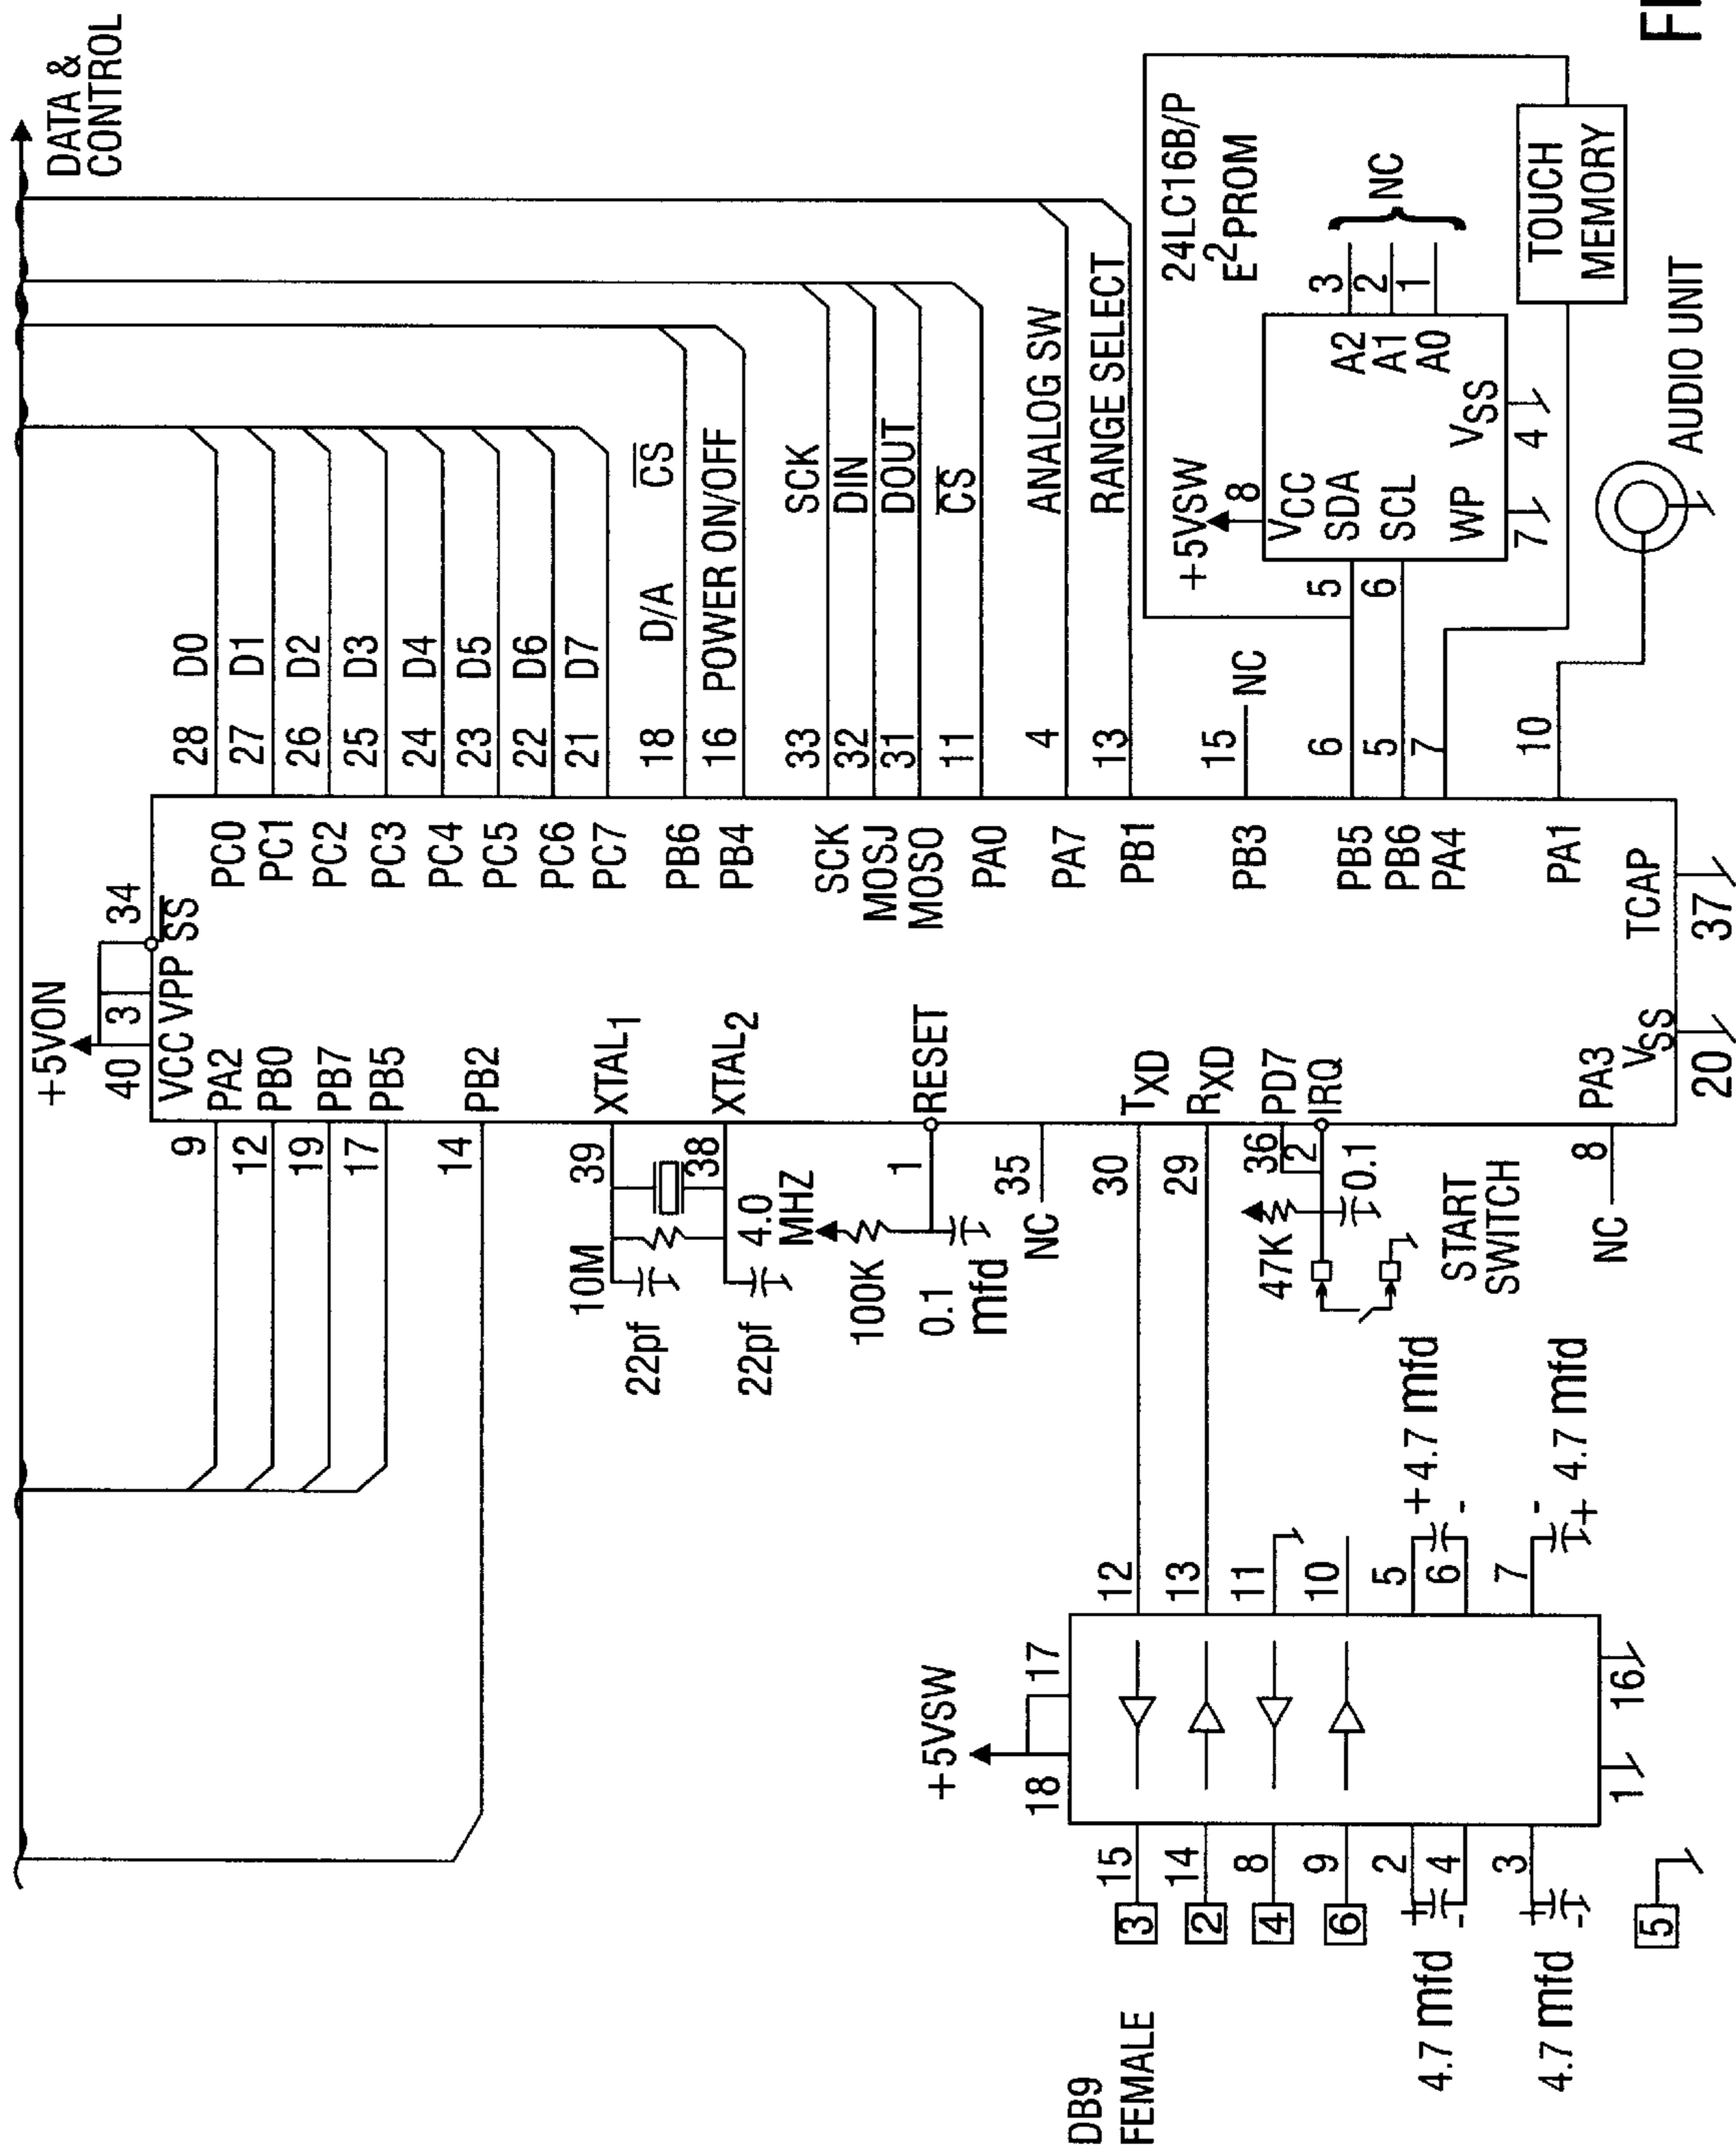 DATA &
CONTROL
+5VON
40
3
34
VCC
VPP
SS
9
PA2
12
PB0
19
PB7
17
PB5
14
PB2
39
XTAL1
38
XTAL2
10M
22pf
22pf
4.0
MHZ
100K
0.1
mfd
1
RESET
NC
35
30
TXD
29
RXD
36
PD7
2
IRQ
47K
0.1
START
SWITCH
NC
8
PA3
VSS
20
TCAP
37
PC0
28
D0
PC1
27
D1
PC2
26
D2
PC3
25
D3
PC4
24
D4
PC5
23
D5
PC6
22
D6
PC7
21
D7
PB6
18
D/A
CS
PB4
16
POWER ON/OFF
SCK
33
SCK
MOSJ
32
DIN
MOSO
31
DOUT
PA0
11
CS
PA7
4
ANALOG SW
PB1
13
RANGE SELECT
PB3
15
NC
PB5
6
PB6
5
PA4
7
PA1
10
+5VSW
8
24LC16B/P
E2PROM
VCC
5
SDA
A2
3
A1
2
NC
6
SCL
A0
1
WP
VSS
7
4
TOUCH
MEMORY
AUDIO UNIT
+5VSW
18
17
DB9
FEMALE
3
15
12
2
14
13
4
8
11
6
9
10
4.7 mfd
+
-
2
4
5
6
+
-
4.7 mfd
4.7 mfd
+
-
3
7
-
+
4.7 mfd
1
16
5